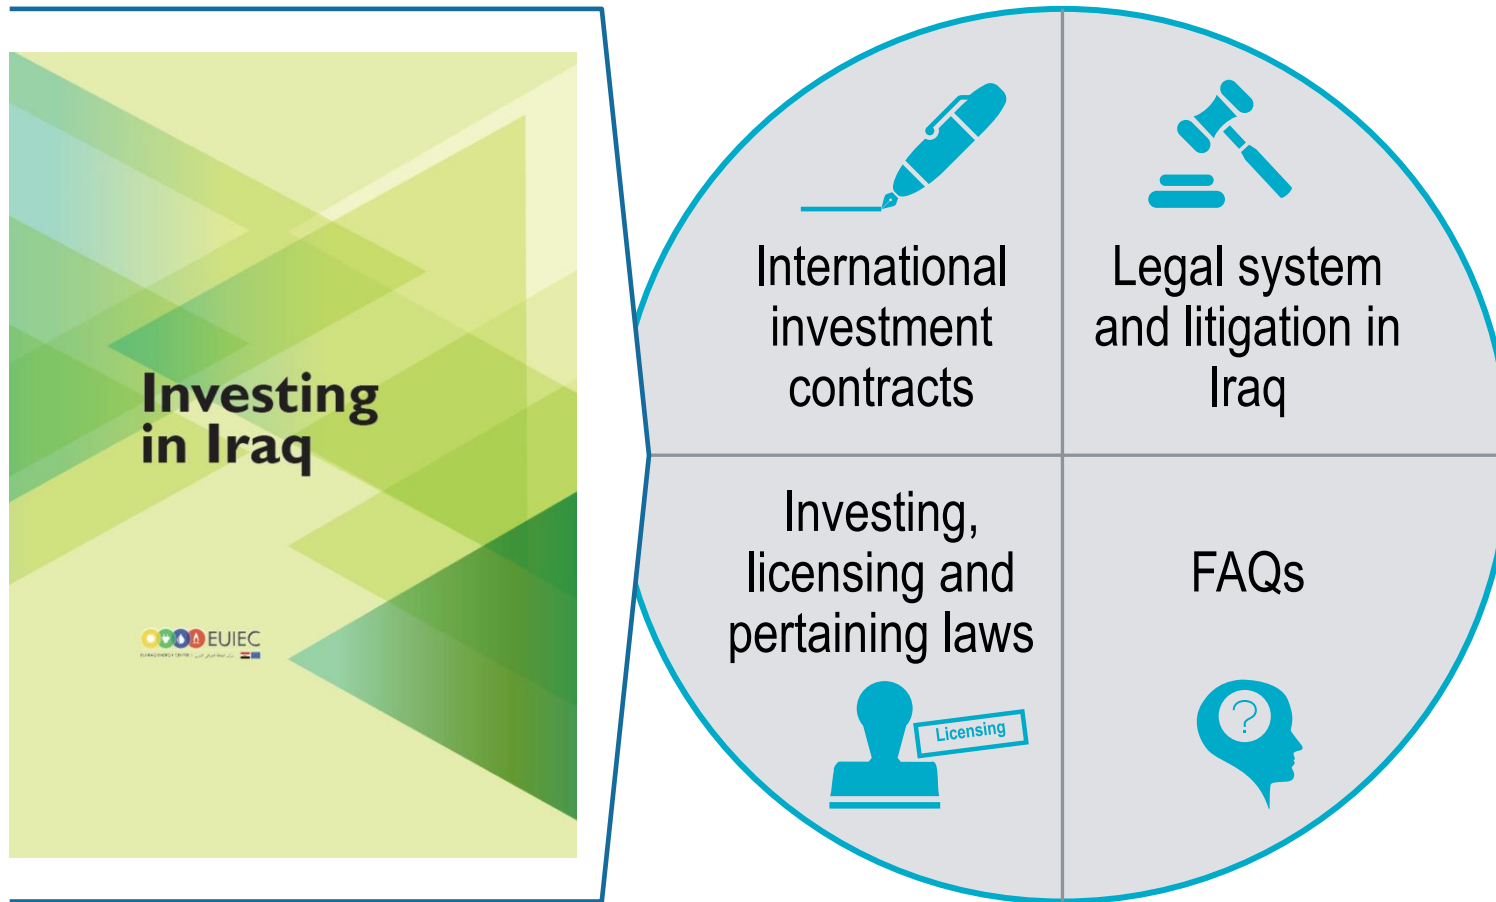 Investing
in Iraq
EUIEC
International
investment
contracts
Legal system
and litigation in
Iraq
Investing,
licensing and
pertaining laws
Licensing
FAQs
?